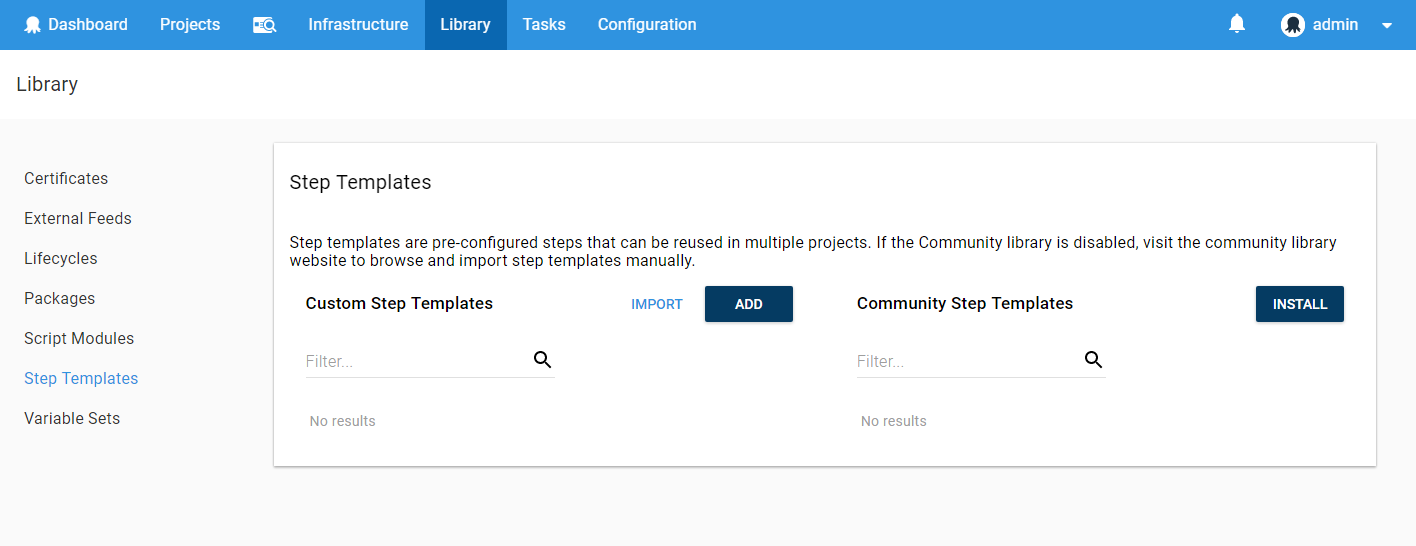 Dashboard Projects Infrastructure Library Tasks Configuration admin
Library
Certificates
External Feeds
Lifecycles
Packages
Script Modules
Step Templates
Variable Sets
Step Templates
Step templates are pre-configured steps that can be reused in multiple projects. If the Community library is disabled, visit the community library
website to browse and import step templates manually.
Custom Step Templates IMPORT ADD
Filter...
No results
Community Step Templates INSTALL
Filter...
No results